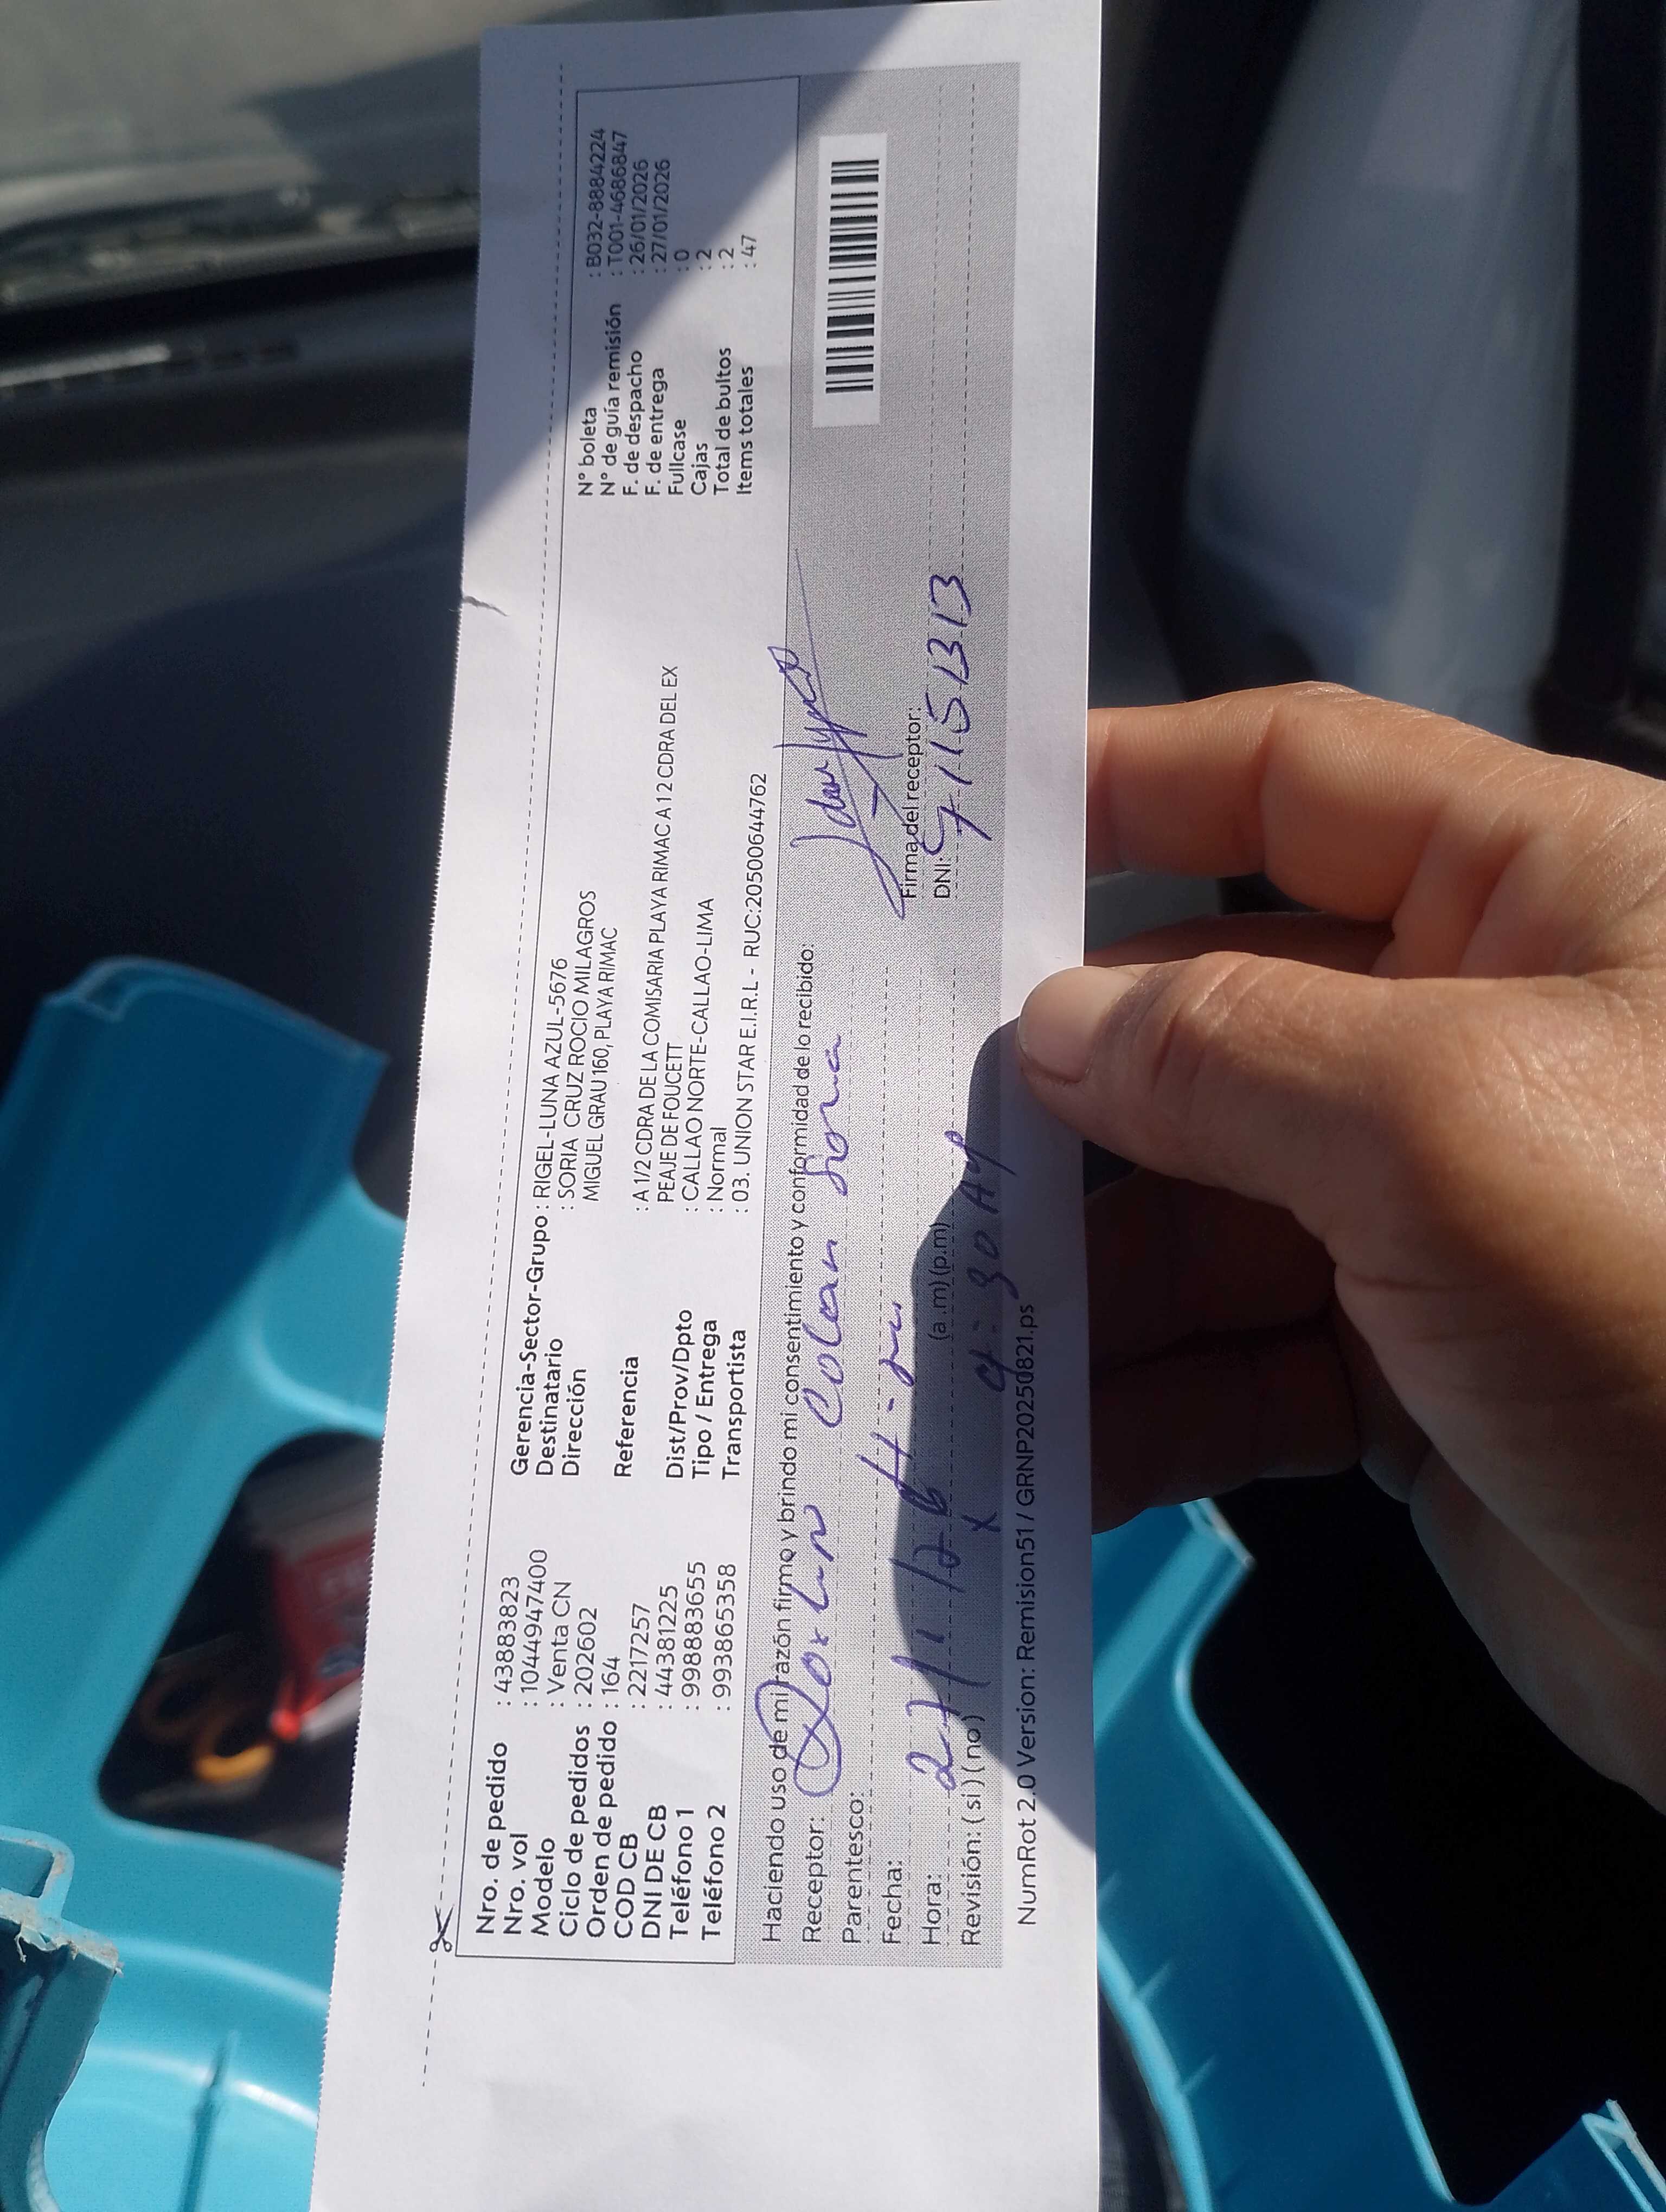 Nro. de pedido : 43883823
Nro. vol : 10449947400
Modelo : Venta CN
Ciclo de pedidos : 202602
Orden de pedido : 164
COD CB : 2217257
DNI DE CB : 44381225
Teléfono 1 : 998883655
Teléfono 2 : 993865358
Gerencia-Sector-Grupo : RIGEL-LUNA AZUL-5676
Destinatario : SORIA CRUZ ROCIO MILAGROS
Dirección MIGUEL GRAU 160, PLAYA RIMAC
Referencia : A 1/2 CDRA DE LA COMISARIA PLAYA RIMAC A 12 CDRA DEL EX
PEAJE DE FOUCETT
Dist/Prov/Dpto : CALLAO NORTE-CALLAO-LIMA
Tipo / Entrega : Normal
Transportista : 03. UNION STAR E.I.R.L - RUC:20500644762
N° boleta : B032-8884224
N° de guía remisión : T001-4686847
F. de despacho : 26/01/2026
F. de entrega : 27/01/2026
Fullcase : 0
Cajas : 2
Total de bultos : 2
Items totales : 47
Haciendo uso de mi razón firmo y brindo mi consentimiento y conformidad de lo recibido:
Receptor: Colan Soria
Parentesco:
Fecha: 27/1/26
Hora: (a.m) (p.m)
Revisión: (si) (no) x 9:30 AM
Firma del receptor:
DNI: 71151313
NumRot 2.0 Version: Remision51 / GRNP20250821.ps